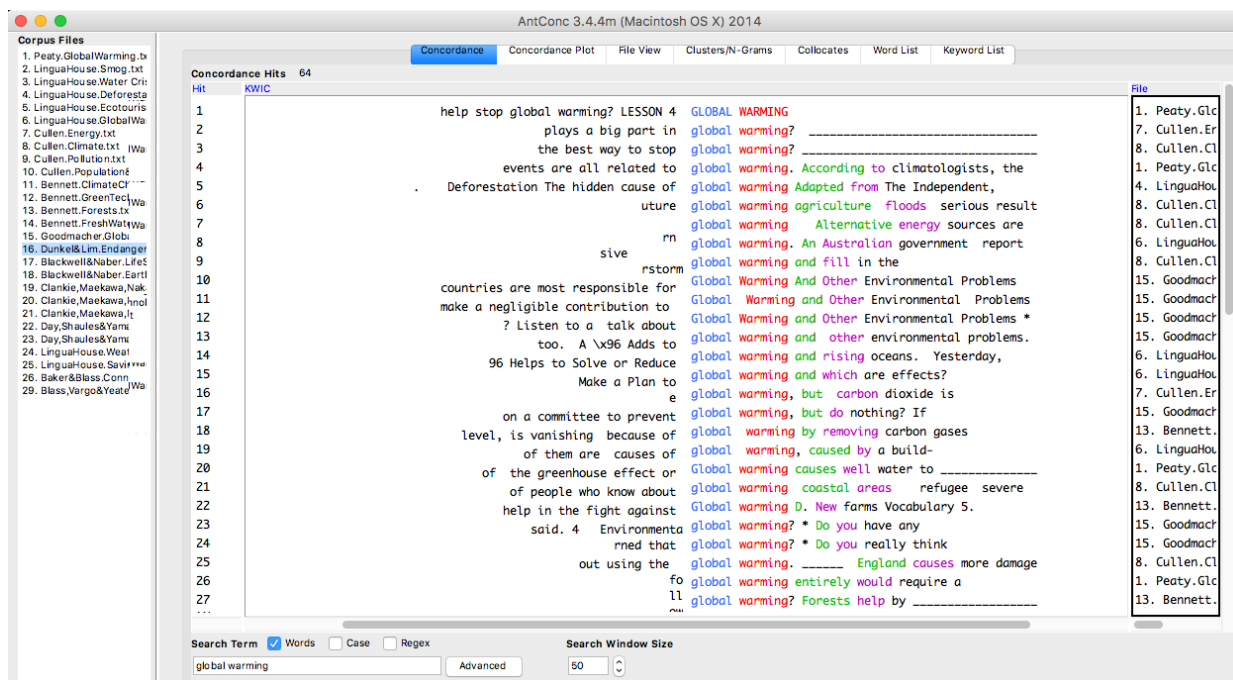 AntConc 3.4.4m (Macintosh OS X) 2014
Corpus Files
1. Peaty.GlobalWarming.tx
2. LinguaHouse.Smog.txt
3. LinguaHouse.Water Cri
4. LinguaHouse.Deforesta
5. LinguaHouse.Ecotouris
6. LinguaHouse.GlobalWa
7. Cullen.Energy.txt
8. Cullen.Climate.txt
9. Cullen.Pollution.txt
10. Cullen.Population&
11. Bennett.ClimateCh
12. Bennett.GreenTecl
13. Bennett.Forests.tx
14. Bennett.FreshWat
15. Goodmacher.Globa
16. Dunkel&Lim.Endanger
17. Blackwell&Naber.LifeS
18. Blackwell&Naber.Eartl
19. Clankie,Maekawa,Nak
20. Clankie,Maekawa,
21. Clankie,Maekawa,
22. Day,Shaules&Yama
23. Day,Shaules&Yama
24. LinguaHouse.Weat
25. LinguaHouse.Savi
26. Baker&Blass.Conn
29. Blass,Vargo&Yeate
Concordance Concordance Plot File View Clusters/N-Grams Collocates Word List Keyword List
Concordance Hits 64
Hit KWIC File
1 help stop global warming? LESSON 4 GLOBAL WARMING 1. Peaty.Glc
2 plays a big part in global warming? _________________________________ 7. Cullen.Er
3 the best way to stop global warming? __________________________________ 8. Cullen.Cl
4 events are all related to global warming. According to climatologists, the 1. Peaty.Glc
5 . Deforestation The hidden cause of global warming Adapted from The Independent, 4. LinguaHou
6 uture global warming agriculture floods serious result 8. Cullen.Cl
7 global warming Alternative energy sources are 8. Cullen.Cl
8 rn global warming. An Australian government report 6. LinguaHou
9 sive global warming and fill in the 8. Cullen.Cl
10 rstorm Global Warming And Other Environmental Problems 15. Goodmach
11 countries are most responsible for Global Warming and Other Environmental Problems 15. Goodmach
12 make a negligible contribution to Global Warming and Other Environmental Problems * 15. Goodmach
13 ? Listen to a talk about global warming and other environmental problems. 15. Goodmach
14 too. A \x96 Adds to global warming and rising oceans. Yesterday, 6. LinguaHou
15 96 Helps to Solve or Reduce global warming and which are effects? 6. LinguaHou
16 Make a Plan to global warming, but carbon dioxide is 7. Cullen.Er
17 e global warming, but do nothing? If 15. Goodmach
18 on a committee to prevent global warming by removing carbon gases 13. Bennett.
19 level, is vanishing because of global warming, caused by a build- 6. LinguaHou
20 of them are causes of Global warming causes well water to ______________ 1. Peaty.Glc
21 of the greenhouse effect or global warming coastal areas refugee severe 8. Cullen.Cl
22 of people who know about Global warming D. New farms Vocabulary 5. 13. Bennett.
23 help in the fight against global warming? * Do you have any 15. Goodmach
24 said. 4 Environmenta global warming? * Do you really think 15. Goodmach
25 rned that global warming. ______ England causes more damage 8. Cullen.Cl
26 out using the global warming entirely would require a 1. Peaty.Glc
27 fo ll global warming? Forests help by __________________ 13. Bennett.
Search Term Words Case Regex Search Window Size
global warming Advanced 50